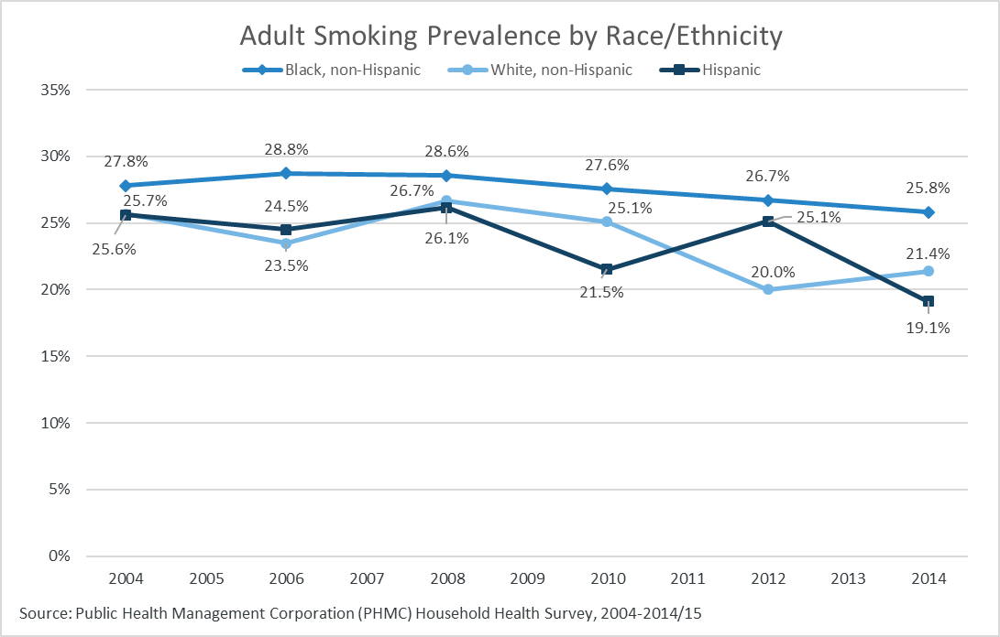 Adult Smoking Prevalence by Race/Ethnicity
Black, non-Hispanic White, non-Hispanic Hispanic
35%
30%
25%
20%
15%
10%
5%
0%
27.8% 28.8% 28.6% 27.6% 26.7% 25.8%
25.7% 23.5% 26.7% 25.1% 20.0% 21.4%
25.6% 24.5% 26.1% 21.5% 25.1% 19.1%
2004 2005 2006 2007 2008 2009 2010 2011 2012 2013 2014
Source: Public Health Management Corporation (PHMC) Household Health Survey, 2004-2014/15